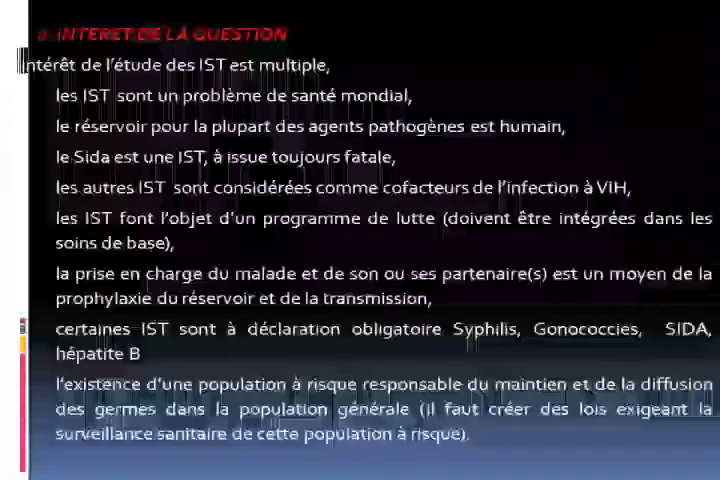 a. INTERET DE LA QUESTION
Intérêt de l'étude des IST est multiple,
les IST sont un problème de santé mondial,
le réservoir pour la plupart des agents pathogènes est humain,
le Sida est une IST, à issue toujours fatale,
les autres IST sont considérées comme cofacteurs de l'infection à VIH,
les IST font l'objet d'un programme de lutte (doivent être intégrées dans les
soins de base),
la prise en charge du malade et de son ou ses partenaire(s) est un moyen de la
prophylaxie du réservoir et de la transmission,
certaines IST sont à déclaration obligatoire Syphilis, Gonococcies, SIDA,
hépatite B
l'existence d'une population à risque responsable du maintien et de la diffusion
des germes dans la population générale (il faut créer des lois exigeant la
surveillance sanitaire de cette population à risque).